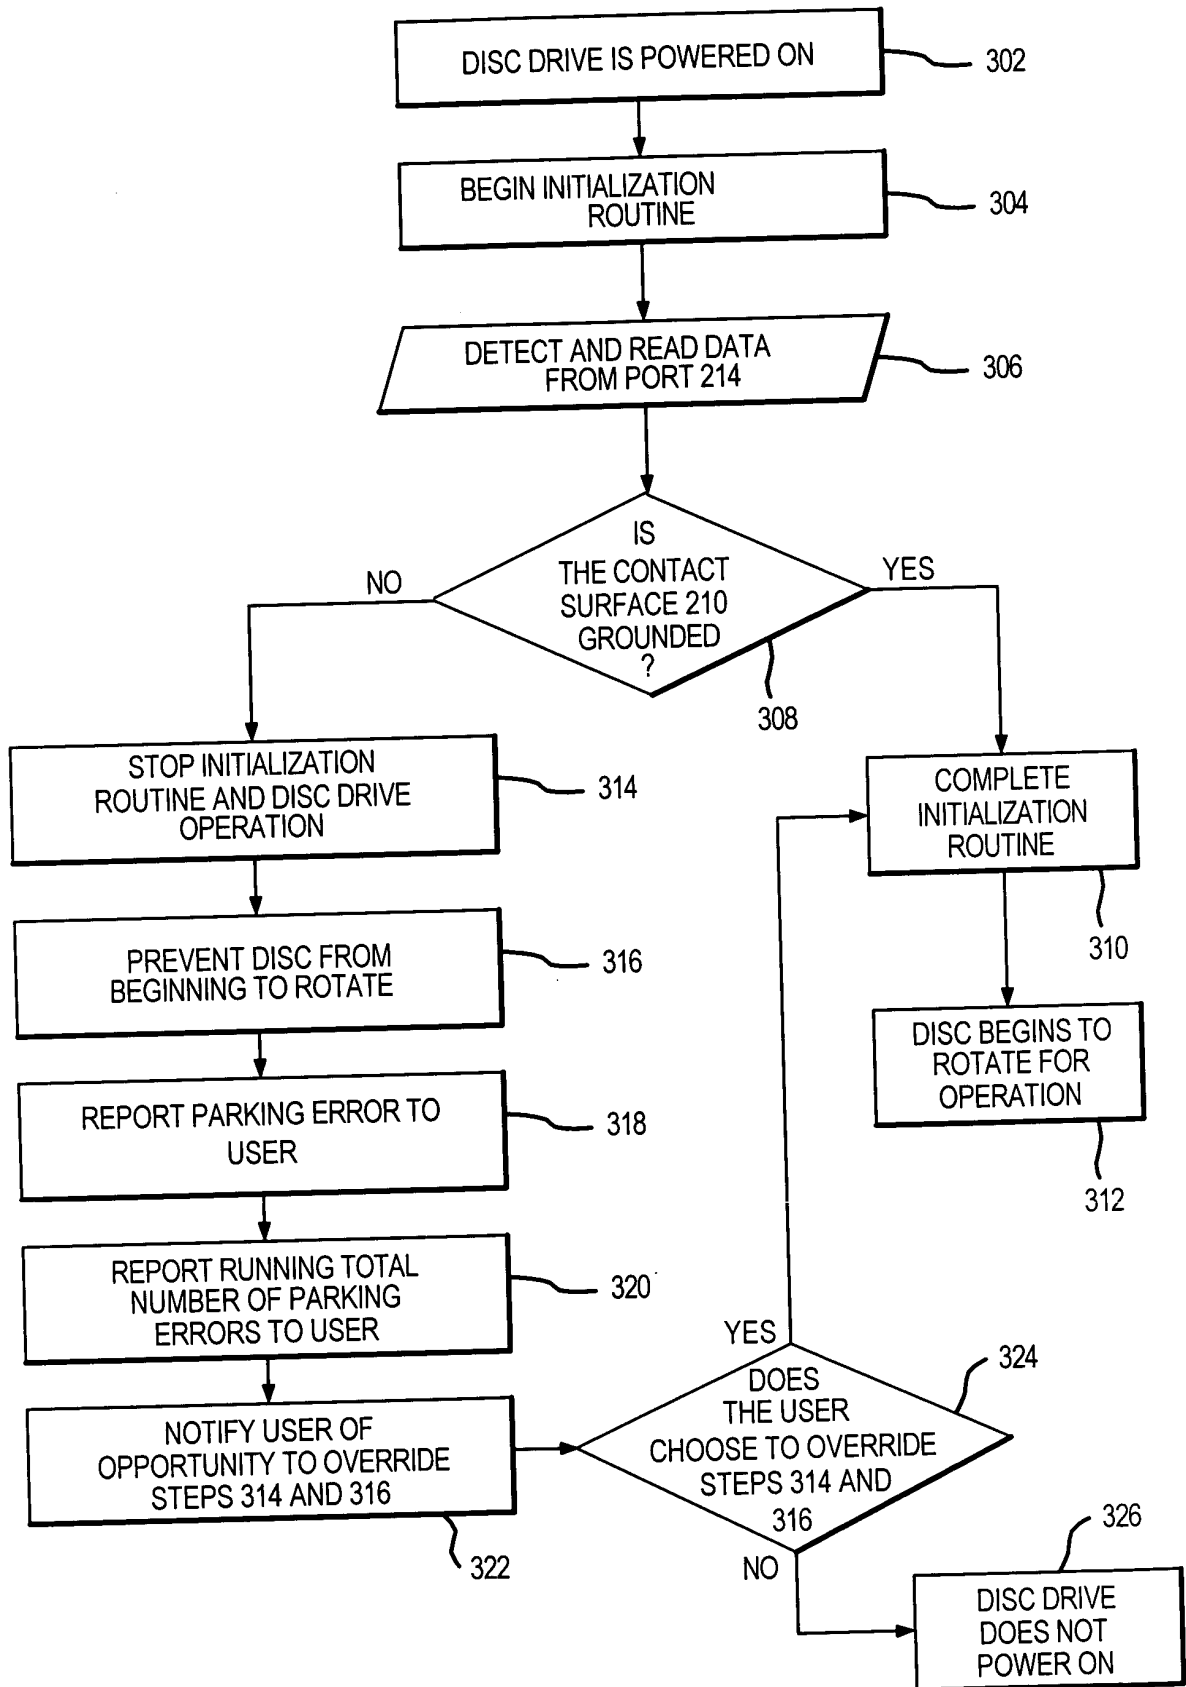 DISC DRIVE IS POWERED ON
302
BEGIN INITIALIZATION
ROUTINE
304
DETECT AND READ DATA
FROM PORT 214
306
IS
THE CONTACT
SURFACE 210
GROUNDED
?
308
NO
YES
STOP INITIALIZATION
ROUTINE AND DISC DRIVE
OPERATION
314
COMPLETE
INITIALIZATION
ROUTINE
310
PREVENT DISC FROM
BEGINNING TO ROTATE
316
DISC BEGINS TO
ROTATE FOR
OPERATION
312
REPORT PARKING ERROR TO
USER
318
REPORT RUNNING TOTAL
NUMBER OF PARKING
ERRORS TO USER
320
NOTIFY USER OF
OPPORTUNITY TO OVERRIDE
STEPS 314 AND 316
322
YES
DOES
THE USER
CHOOSE TO OVERRIDE
STEPS 314 AND
316
324
NO
DISC DRIVE
DOES NOT
POWER ON
326